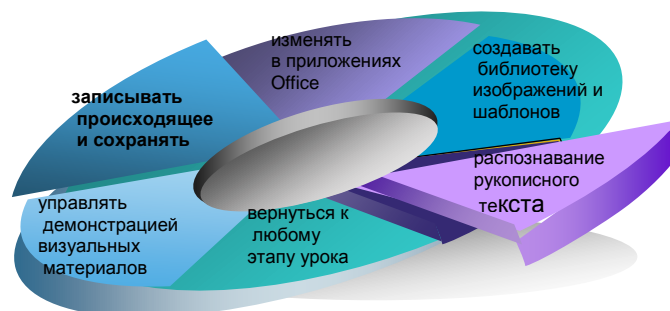 изменять
в приложениях
Office
создавать
библиотеку
изображений и
шаблонов
записывать
происходящее
и сохранять
распознавание
рукописного
текста
управлять
демонстрацией
визуальных
материалов
вернуться к
любому
этапу урока